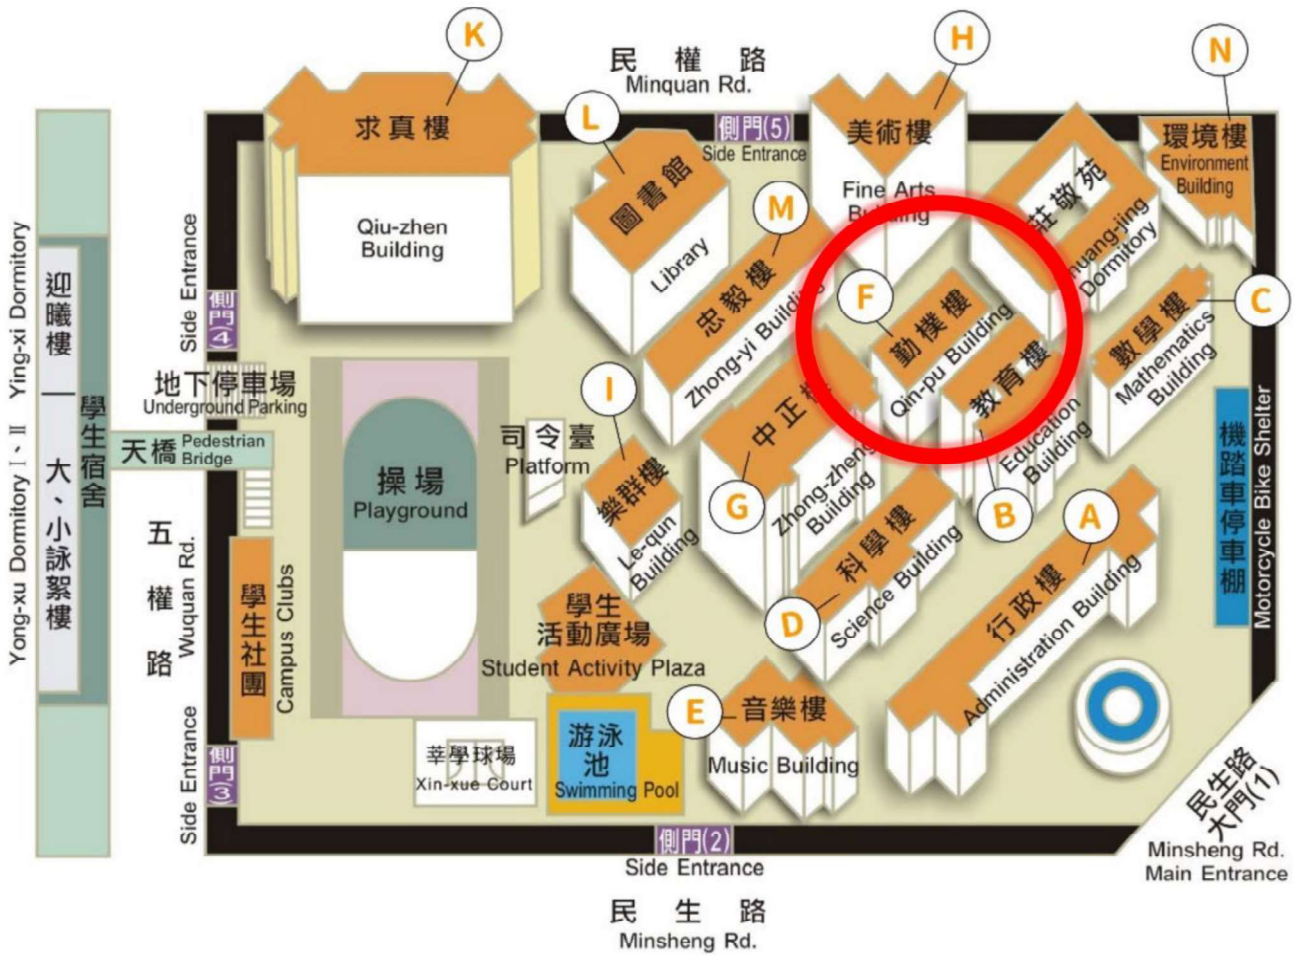 K
H
N
民 權 路
Minquan Rd.
求真樓
Qiu-zhen
Building
L
側門(5)
Side Entrance
美術樓
Fine Arts
Building
環境樓
Environment
Building
圖書館
Library
M
莊敬苑
huang-jing
Dormitory
忠毅樓
Zhong-yi Building
F
勤樸樓
Qin-pu Building
C
數學樓
Mathematics
Building
教育樓
Education
Building
B
Side Entrance
側門(4)
Ying-xi Dormitory
迎曦樓
Yong-xu Dormitory I、II
大、小詠絮樓
學生宿舍
地下停車場
Underground Parking
天橋
Pedestrian
Bridge
操場
Playground
司令臺
Platform
I
樂群樓
Le-qun
Building
中正樓
Zhong-zheng
Building
G
科學樓
Science Building
D
A
行政樓
Administration Building
機踏車停車棚
Motorcycle Bike Shelter
五權路
Wuquan Rd.
學生社團
Campus Clubs
學生
活動廣場
Student Activity Plaza
E
音樂樓
Music Building
游泳
池
Swimming Pool
莘學球場
Xin-xue Court
Side Entrance
側門(3)
側門(2)
Side Entrance
民 生 路
Minsheng Rd.
民生路
大門(1)
Minsheng Rd.
Main Entrance